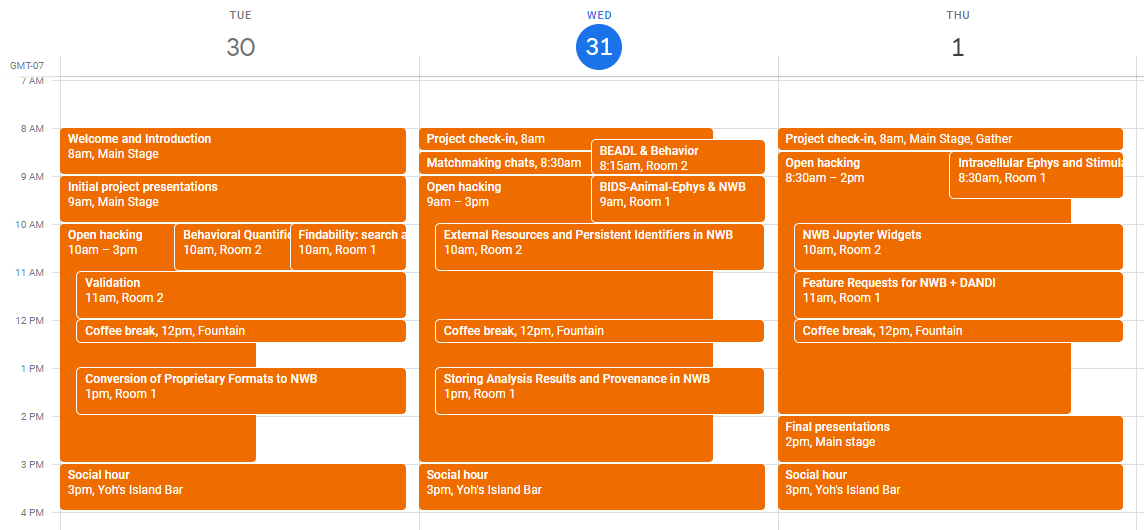 TUE
30
WED
31
THU
1
GMT-07
7 AM
8 AM
9 AM
10 AM
11 AM
12 PM
1 PM
2 PM
3 PM
4 PM
Welcome and Introduction
8am, Main Stage
Initial project presentations
9am, Main Stage
Open hacking
10am – 3pm
Behavioral Quantific
10am, Room 2
Findability: search a
10am, Room 1
Validation
11am, Room 2
Coffee break, 12pm, Fountain
Conversion of Proprietary Formats to NWB
1pm, Room 1
Social hour
3pm, Yoh's Island Bar
Project check-in, 8am
Matchmaking chats, 8:30am
BEADL & Behavior
8:15am, Room 2
Open hacking
9am – 3pm
BIDS-Animal-Ephys & NWB
9am, Room 1
External Resources and Persistent Identifiers in NWB
10am, Room 2
Coffee break, 12pm, Fountain
Storing Analysis Results and Provenance in NWB
1pm, Room 1
Social hour
3pm, Yoh's Island Bar
Project check-in, 8am, Main Stage, Gather
Open hacking
8:30am – 2pm
Intracellular Ephys and Stimula
8:30am, Room 1
NWB Jupyter Widgets
10am, Room 2
Feature Requests for NWB + DANDI
11am, Room 1
Coffee break, 12pm, Fountain
Final presentations
2pm, Main stage
Social hour
3pm, Yoh's Island Bar